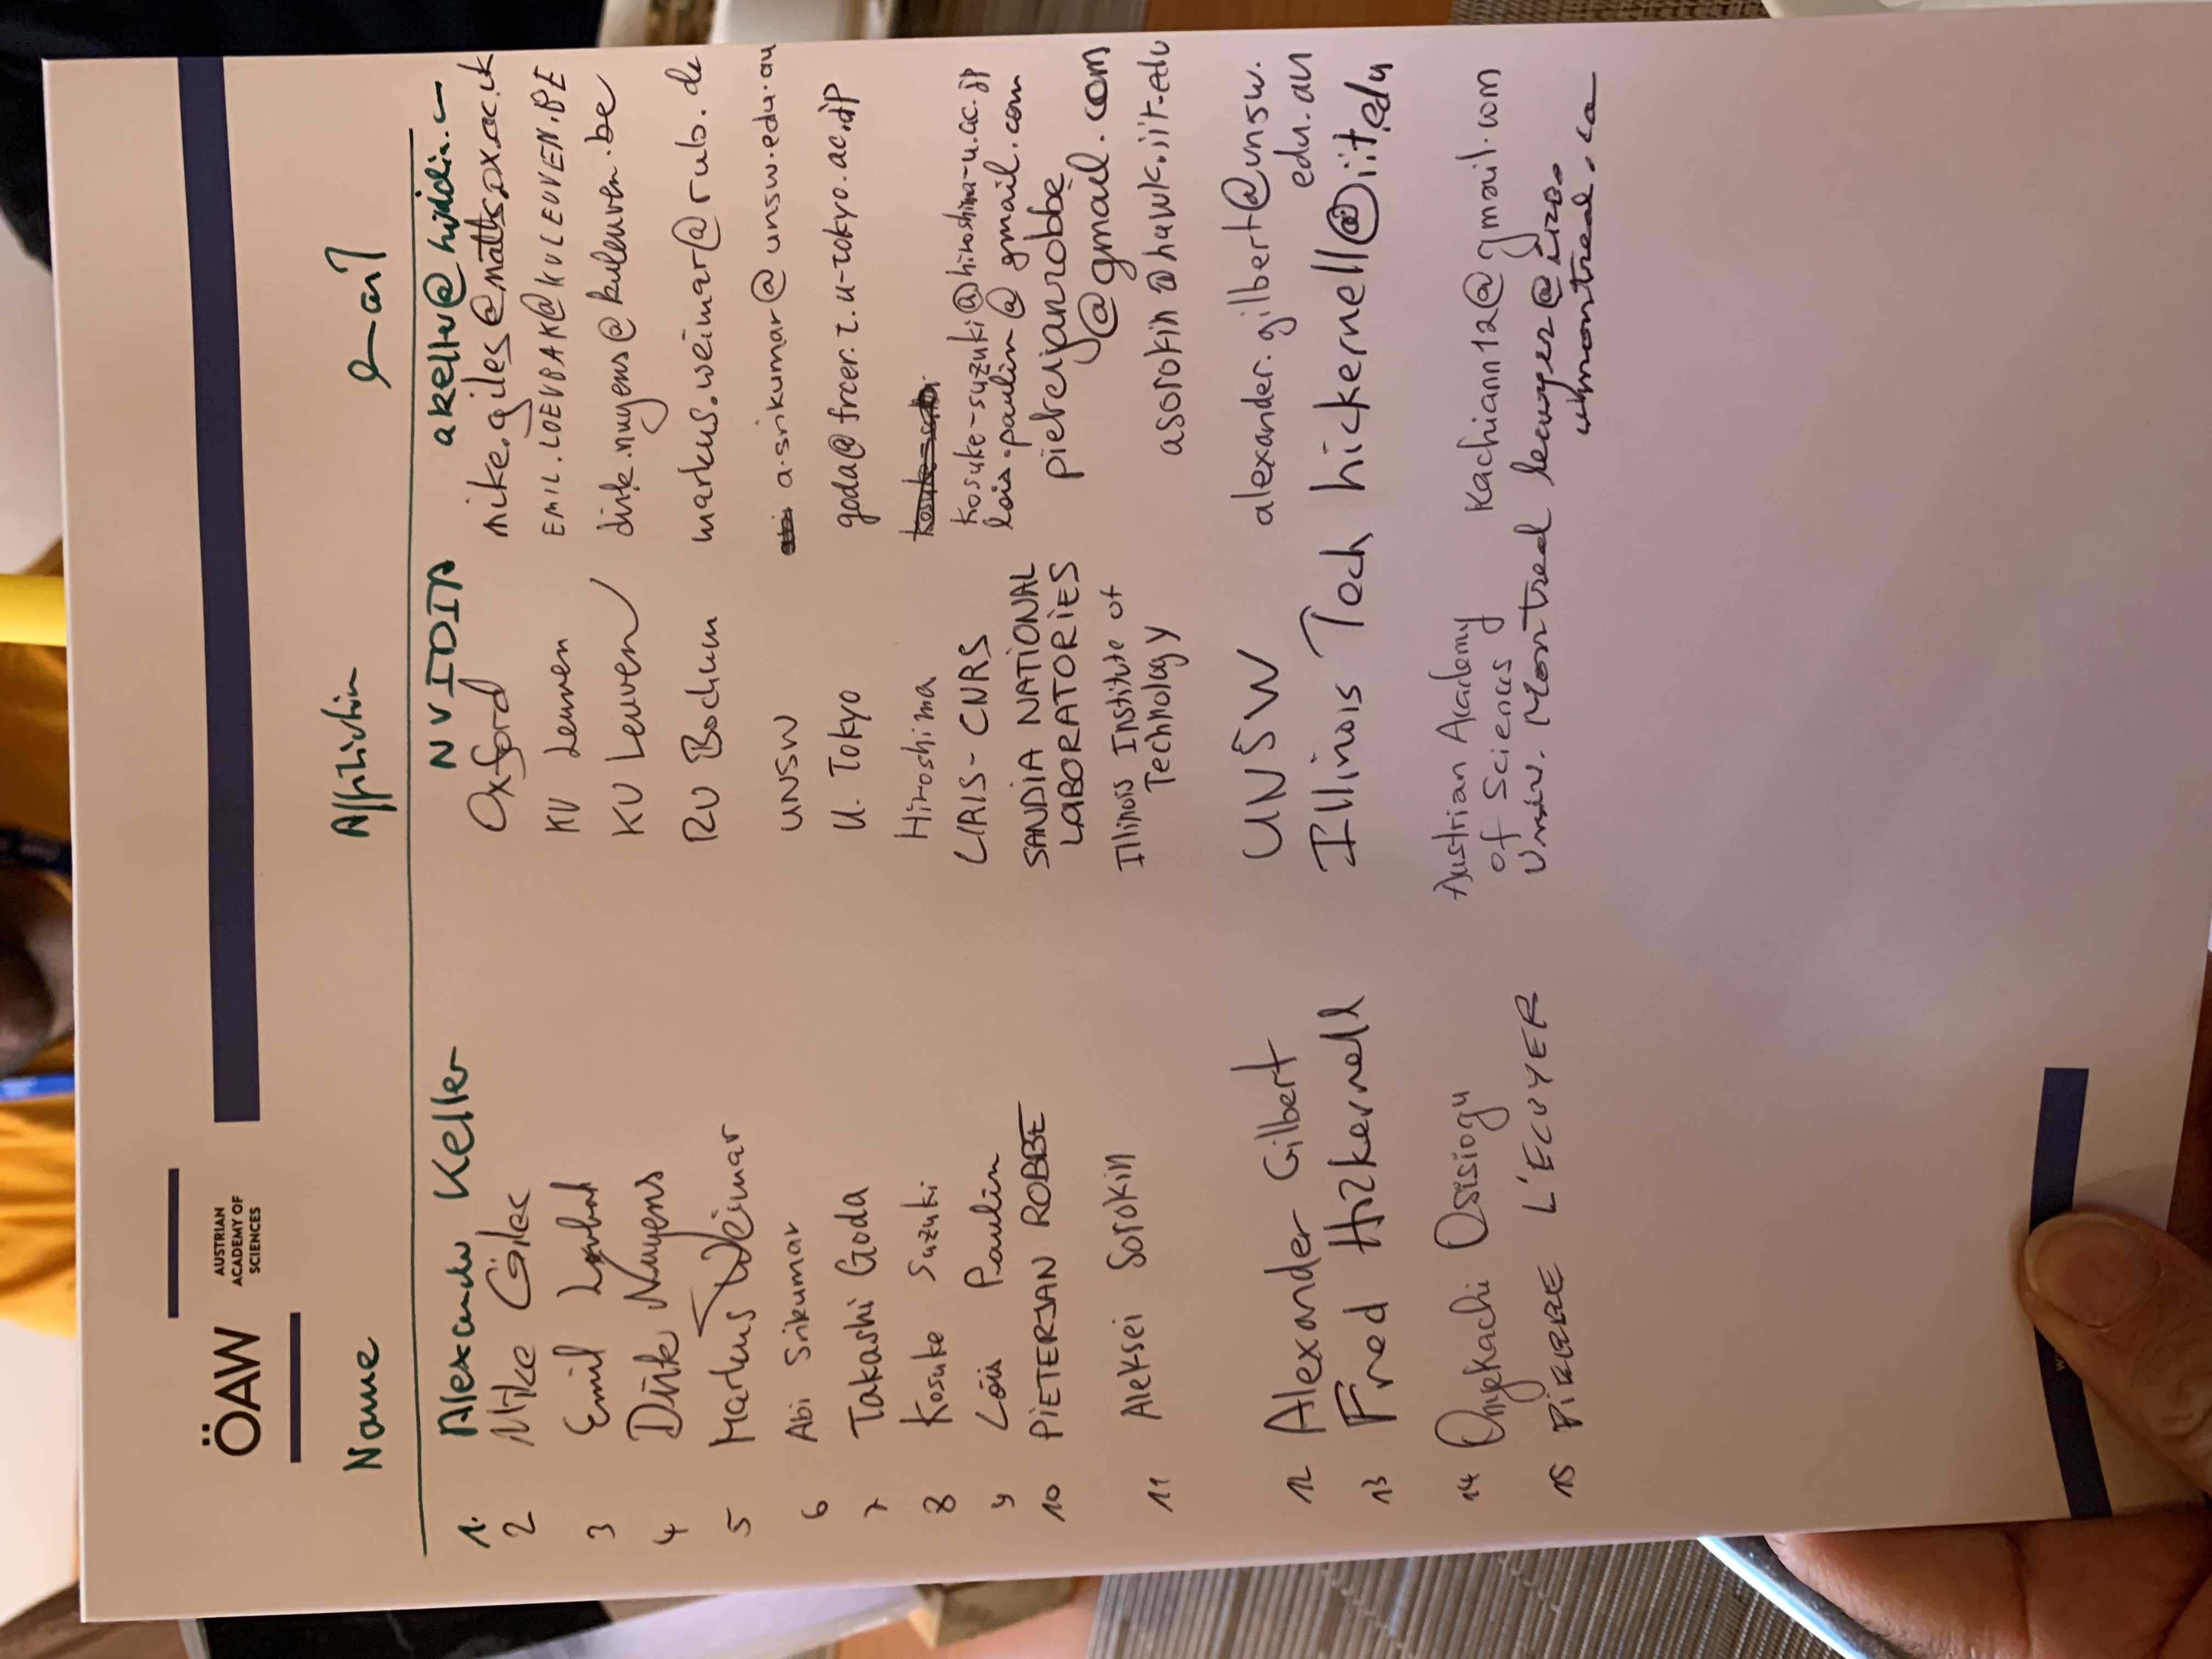 ÖAW
AUSTRIAN
ACADEMY OF
SCIENCES
Name Affiliation email
1. Alexander Keller NVIDIA akeller@nvidia.
2 Mike Giles Oxford mike.giles@maths.ox.ac.uk
3 Emil Loevbak KU Leuven EMIL.LOEVBAK@KULEUVEN.BE
4 Dirk Nuyens KU Leuven dirk.nuyens@kuleuven.be
5 Markus Weimar RU Bochum markus.weimar@rub.de
6 Abi Srikumar UNSW a.srikumar@unsw.edu.au
7 Takashi Goda U. Tokyo goda@frcer.t.u-tokyo.ac.jp
8 Kosuke Suzuki Hiroshima
kosuke-suzuki@hiroshima-u.ac.jp
9 Loïs Paulin LIRIS-CNRS lois.paulin@gmail.com
10 PIETERJAN ROBBE SANDIA NATIONAL pieterjanrobbe
LABORATORIES @gmail.com
11 Aleksei Sorokin Illinois Institute of
Technology asorokin@hawk.iit.edu
12 Alexander Gilbert UNSW alexander.gilbert@unsw.
edu.au
13 Fred Hickernell Illinois Tech hickernell@iit.edu
14 Onyekachi Osisiogu Austrian Academy
of Sciences kachiann12@gmail.com
15 PIERRE L'ECUYER Univ. Montreal lecuyer@iro.
umontreal.ca